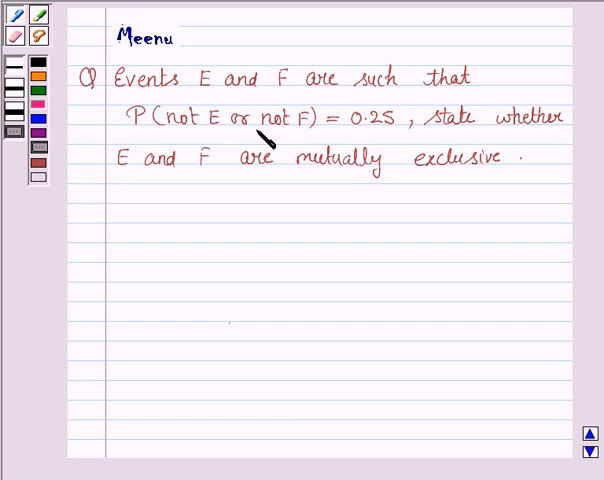 Meenu
Q Events E and F are such that
P(not E or not F) = 0.25, state whether
E and F are mutually exclusive.